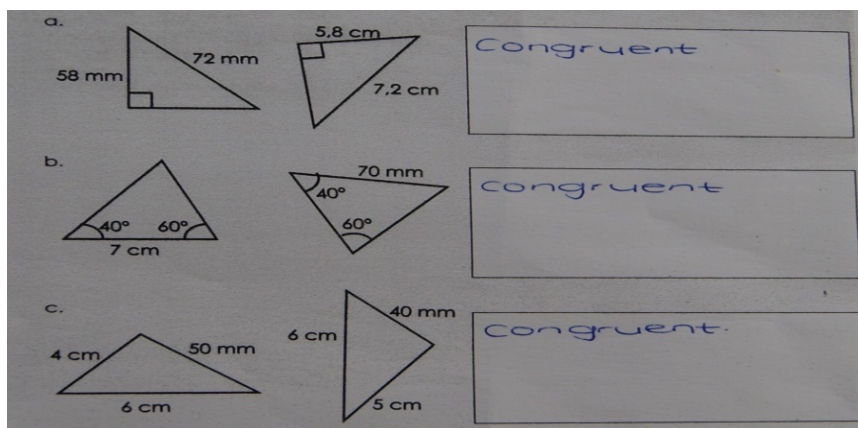 a.
58 mm
72 mm
5,8 cm
7,2 cm
Congruent
b.
40°
60°
7 cm
70 mm
40°
60°
Congruent
c.
4 cm
50 mm
6 cm
6 cm
40 mm
5 cm
Congruent.